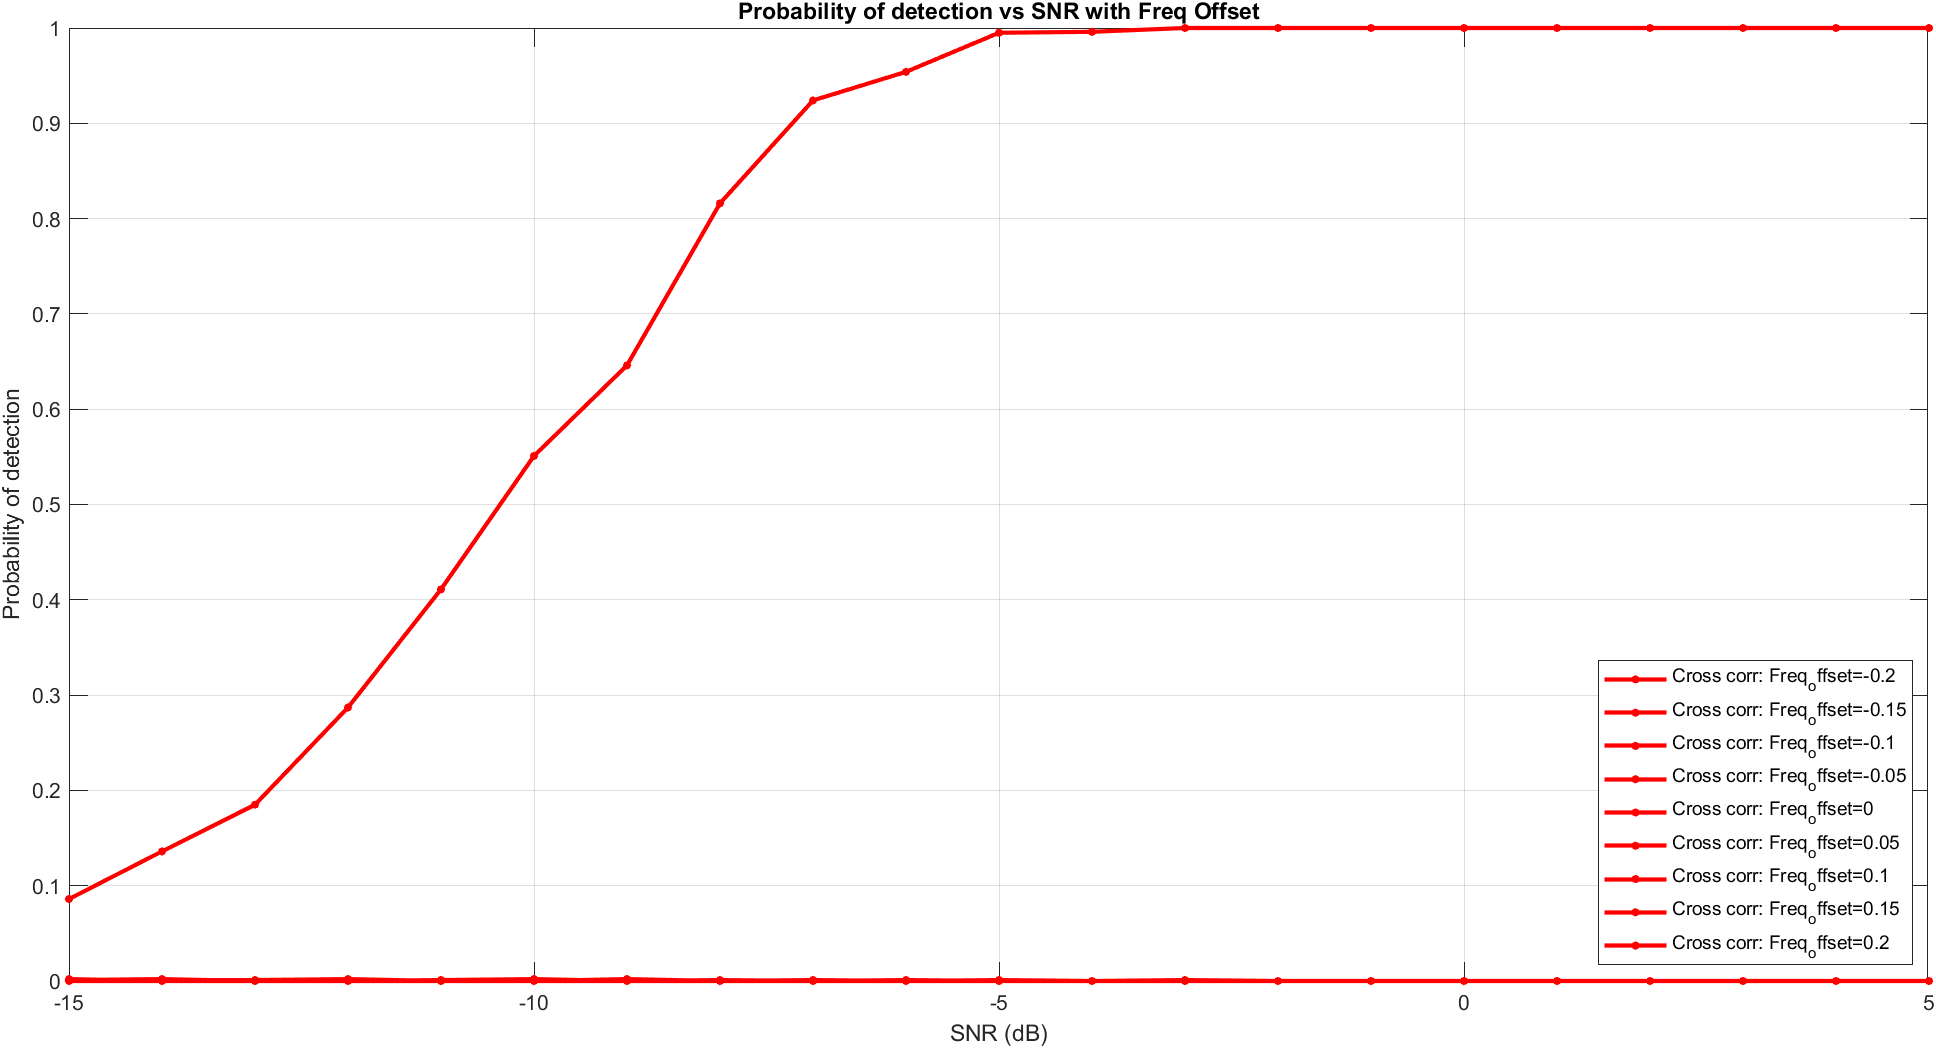 Probability of detection vs SNR with Freq Offset
1
0.9
0.8
0.7
0.6
0.5
0.4
0.3
0.2
0.1
0
Probability of detection
-15
-10
-5
0
5
SNR (dB)
Cross corr: Freq_offset=-0.2
Cross corr: Freq_offset=-0.15
Cross corr: Freq_offset=-0.1
Cross corr: Freq_offset=-0.05
Cross corr: Freq_offset=0
Cross corr: Freq_offset=0.05
Cross corr: Freq_offset=0.1
Cross corr: Freq_offset=0.15
Cross corr: Freq_offset=0.2